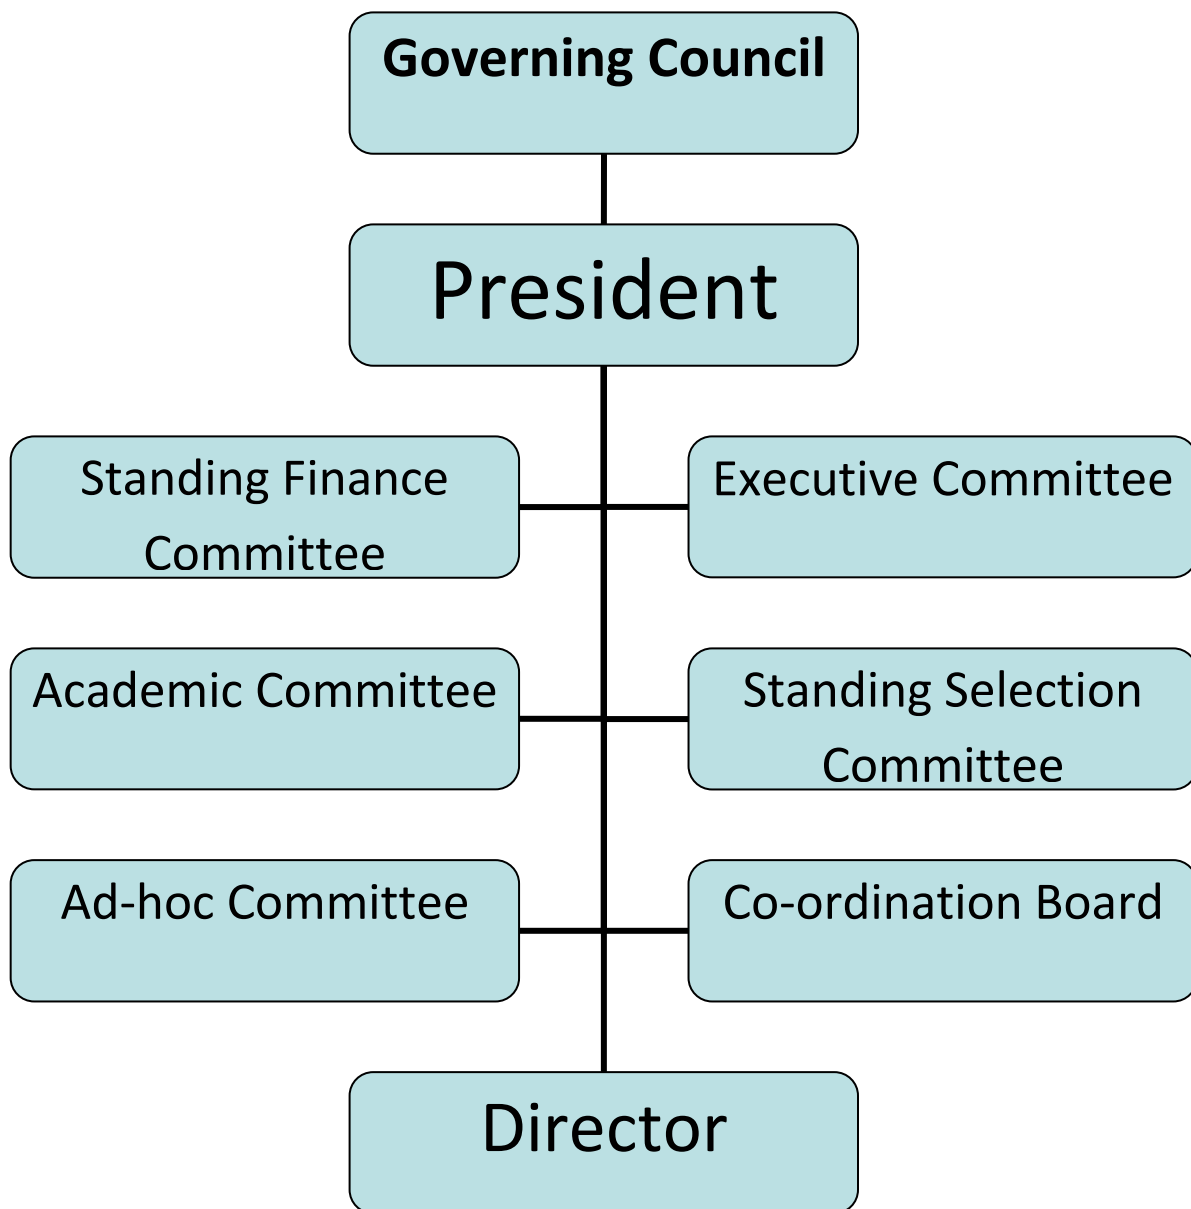 Governing Council
President
Standing Finance
Committee
Executive Committee
Academic Committee
Standing Selection
Committee
Ad-hoc Committee
Co-ordination Board
Director